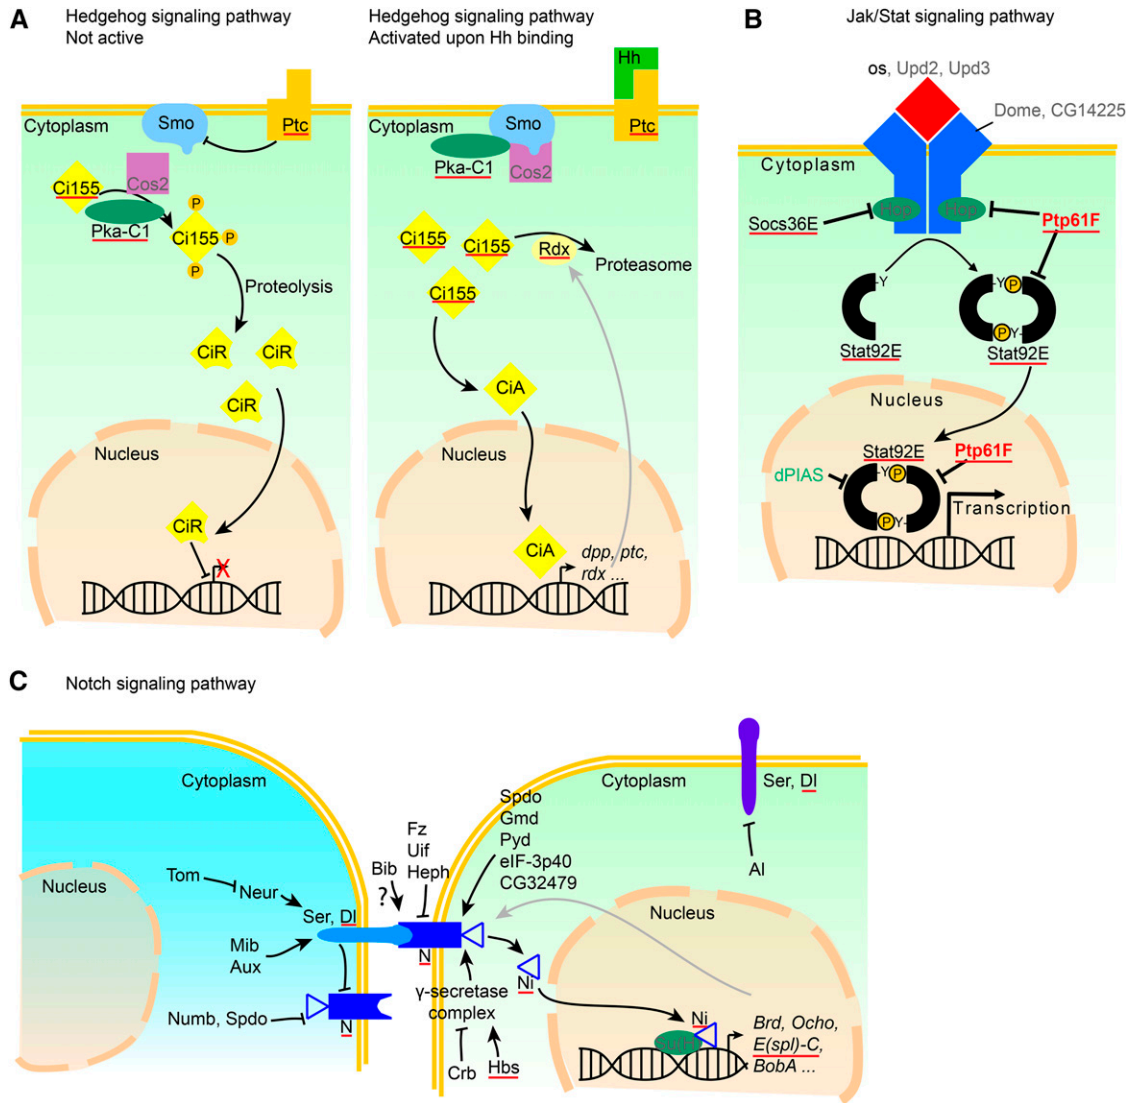 A
Hedgehog signaling pathway
Not active
Cytoplasm
Smo
Ptc
Cos2
Ci155
Pka-C1
P
Ci155
P
P
Proteolysis
CiR
CiR
CiR
Nucleus
CiR
X
Hedgehog signaling pathway
Activated upon Hh binding
Hh
Cytoplasm
Smo
Ptc
Pka-C1
Cos2
Ci155
Ci155
Rdx
Proteasome
Ci155
CiA
Nucleus
CiA
dpp, ptc,
rdx ...
B
Jak/Stat signaling pathway
os, Upd2, Upd3
Dome, CG14225
Cytoplasm
Hop
Hop
Socs36E
Ptp61F
-Y
-Y
P
P
Y-
Stat92E
Stat92E
Nucleus
Stat92E
Ptp61F
dPIAS
-Y
P
P
Y-
Transcription
C
Notch signaling pathway
Cytoplasm
Nucleus
Tom
Neur
Ser, Dl
Mib
Aux
Numb, Spdo
N
Bib
?
Fz
Uif
Heph
N
Spdo
Gmd
Pyd
eIF-3p40
CG32479
Cytoplasm
Ser, Dl
Al
γ-secretase
complex
Crb
Hbs
Ni
Nucleus
Ni
Su(H)
Brd, Ocho,
E(spl)-C,
BobA ...